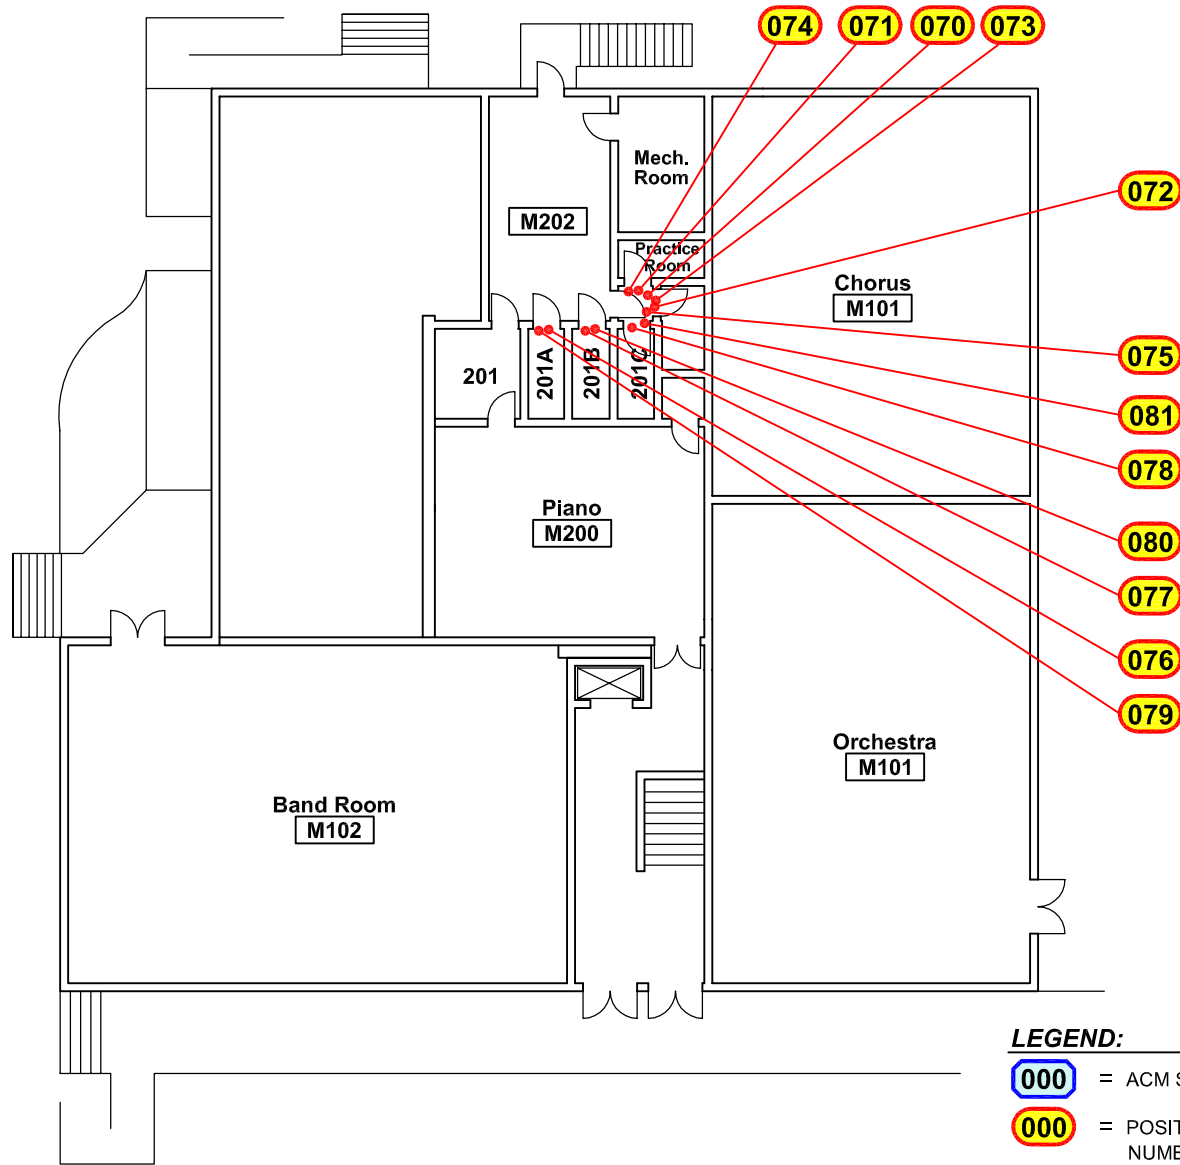 074 071 070 073
072
Mech.
Room
M202
Practice
Room
Chorus
M101
075
201
201A
201B
201C
081
078
Piano
M200
080
077
076
079
Orchestra
M101
Band Room
M102
LEGEND:
000 = ACM S
000 = POSIT
NUMBE